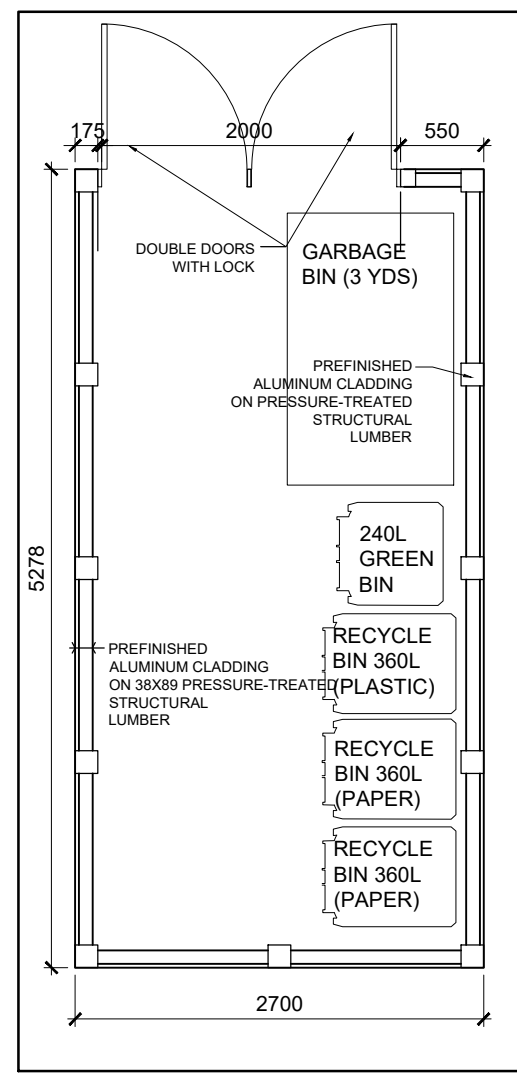 175
2000
550
DOUBLE DOORS
WITH LOCK
GARBAGE
BIN (3 YDS)
PREFINISHED
ALUMINUM CLADDING
ON PRESSURE-TREATED
STRUCTURAL
LUMBER
5278
240L
GREEN
BIN
PREFINISHED
ALUMINUM CLADDING
ON 38X89 PRESSURE-TREATED
STRUCTURAL
LUMBER
RECYCLE
BIN 360L
(PLASTIC)
RECYCLE
BIN 360L
(PAPER)
RECYCLE
BIN 360L
(PAPER)
2700